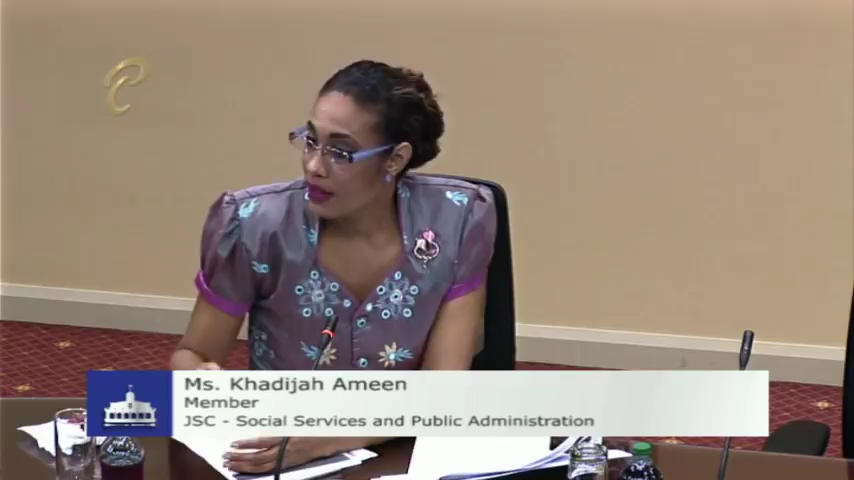 Ms. Khadijah Ameen
Member
JSC - Social Services and Public Administration